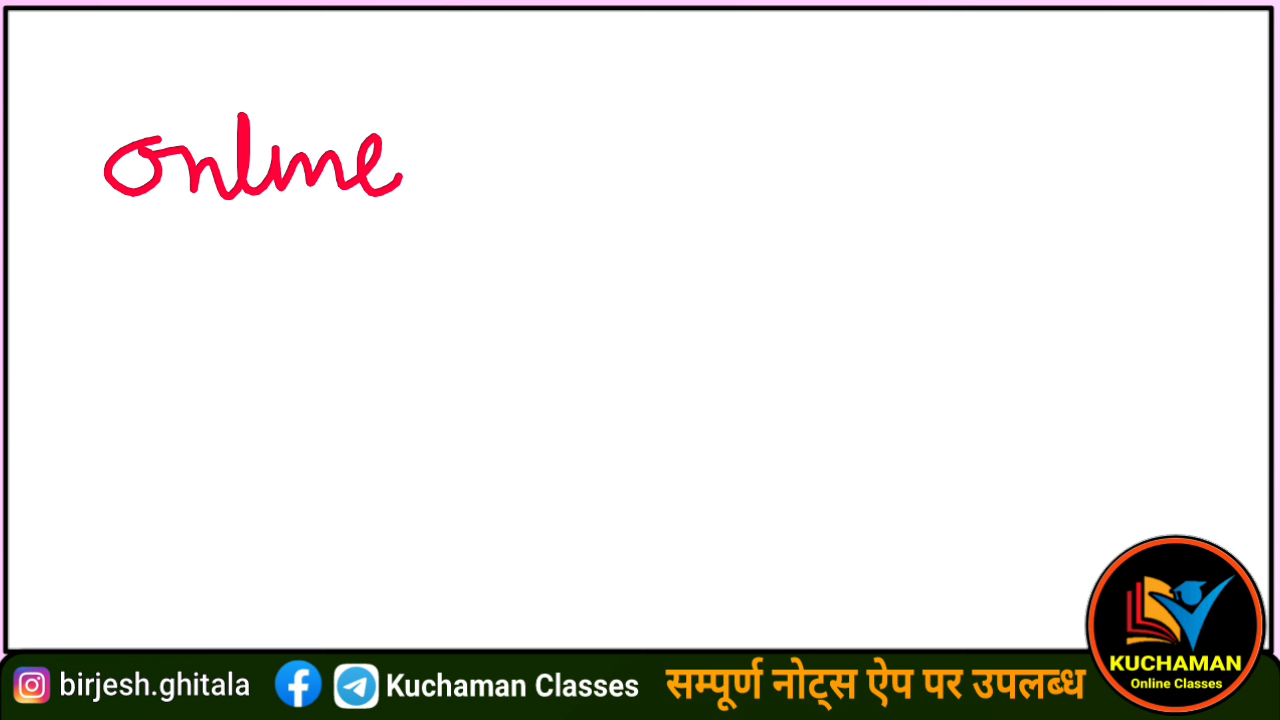 online
birjesh.ghitala
Kuchaman Classes
सम्पूर्ण नोट्स ऐप पर उपलब्ध
KUCHAMAN
Online Classes